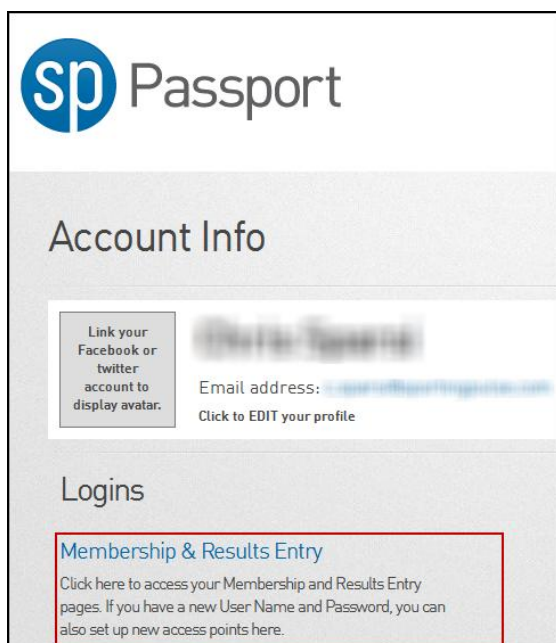 sp Passport
Account Info
Link your
Facebook or
twitter
account to
display avatar.
Email address:
Click to EDIT your profile
Logins
Membership & Results Entry
Click here to access your Membership and Results Entry
pages. If you have a new User Name and Password, you can
also set up new access points here.